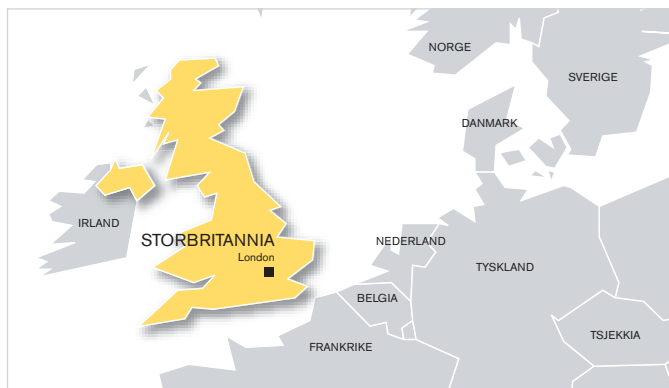 NORGE
SVERIGE
DANMARK
IRLAND
STORBRITANNIA
London
NEDERLAND
TYSKLAND
BELGIA
TSJEKKIA
FRANKRIKE